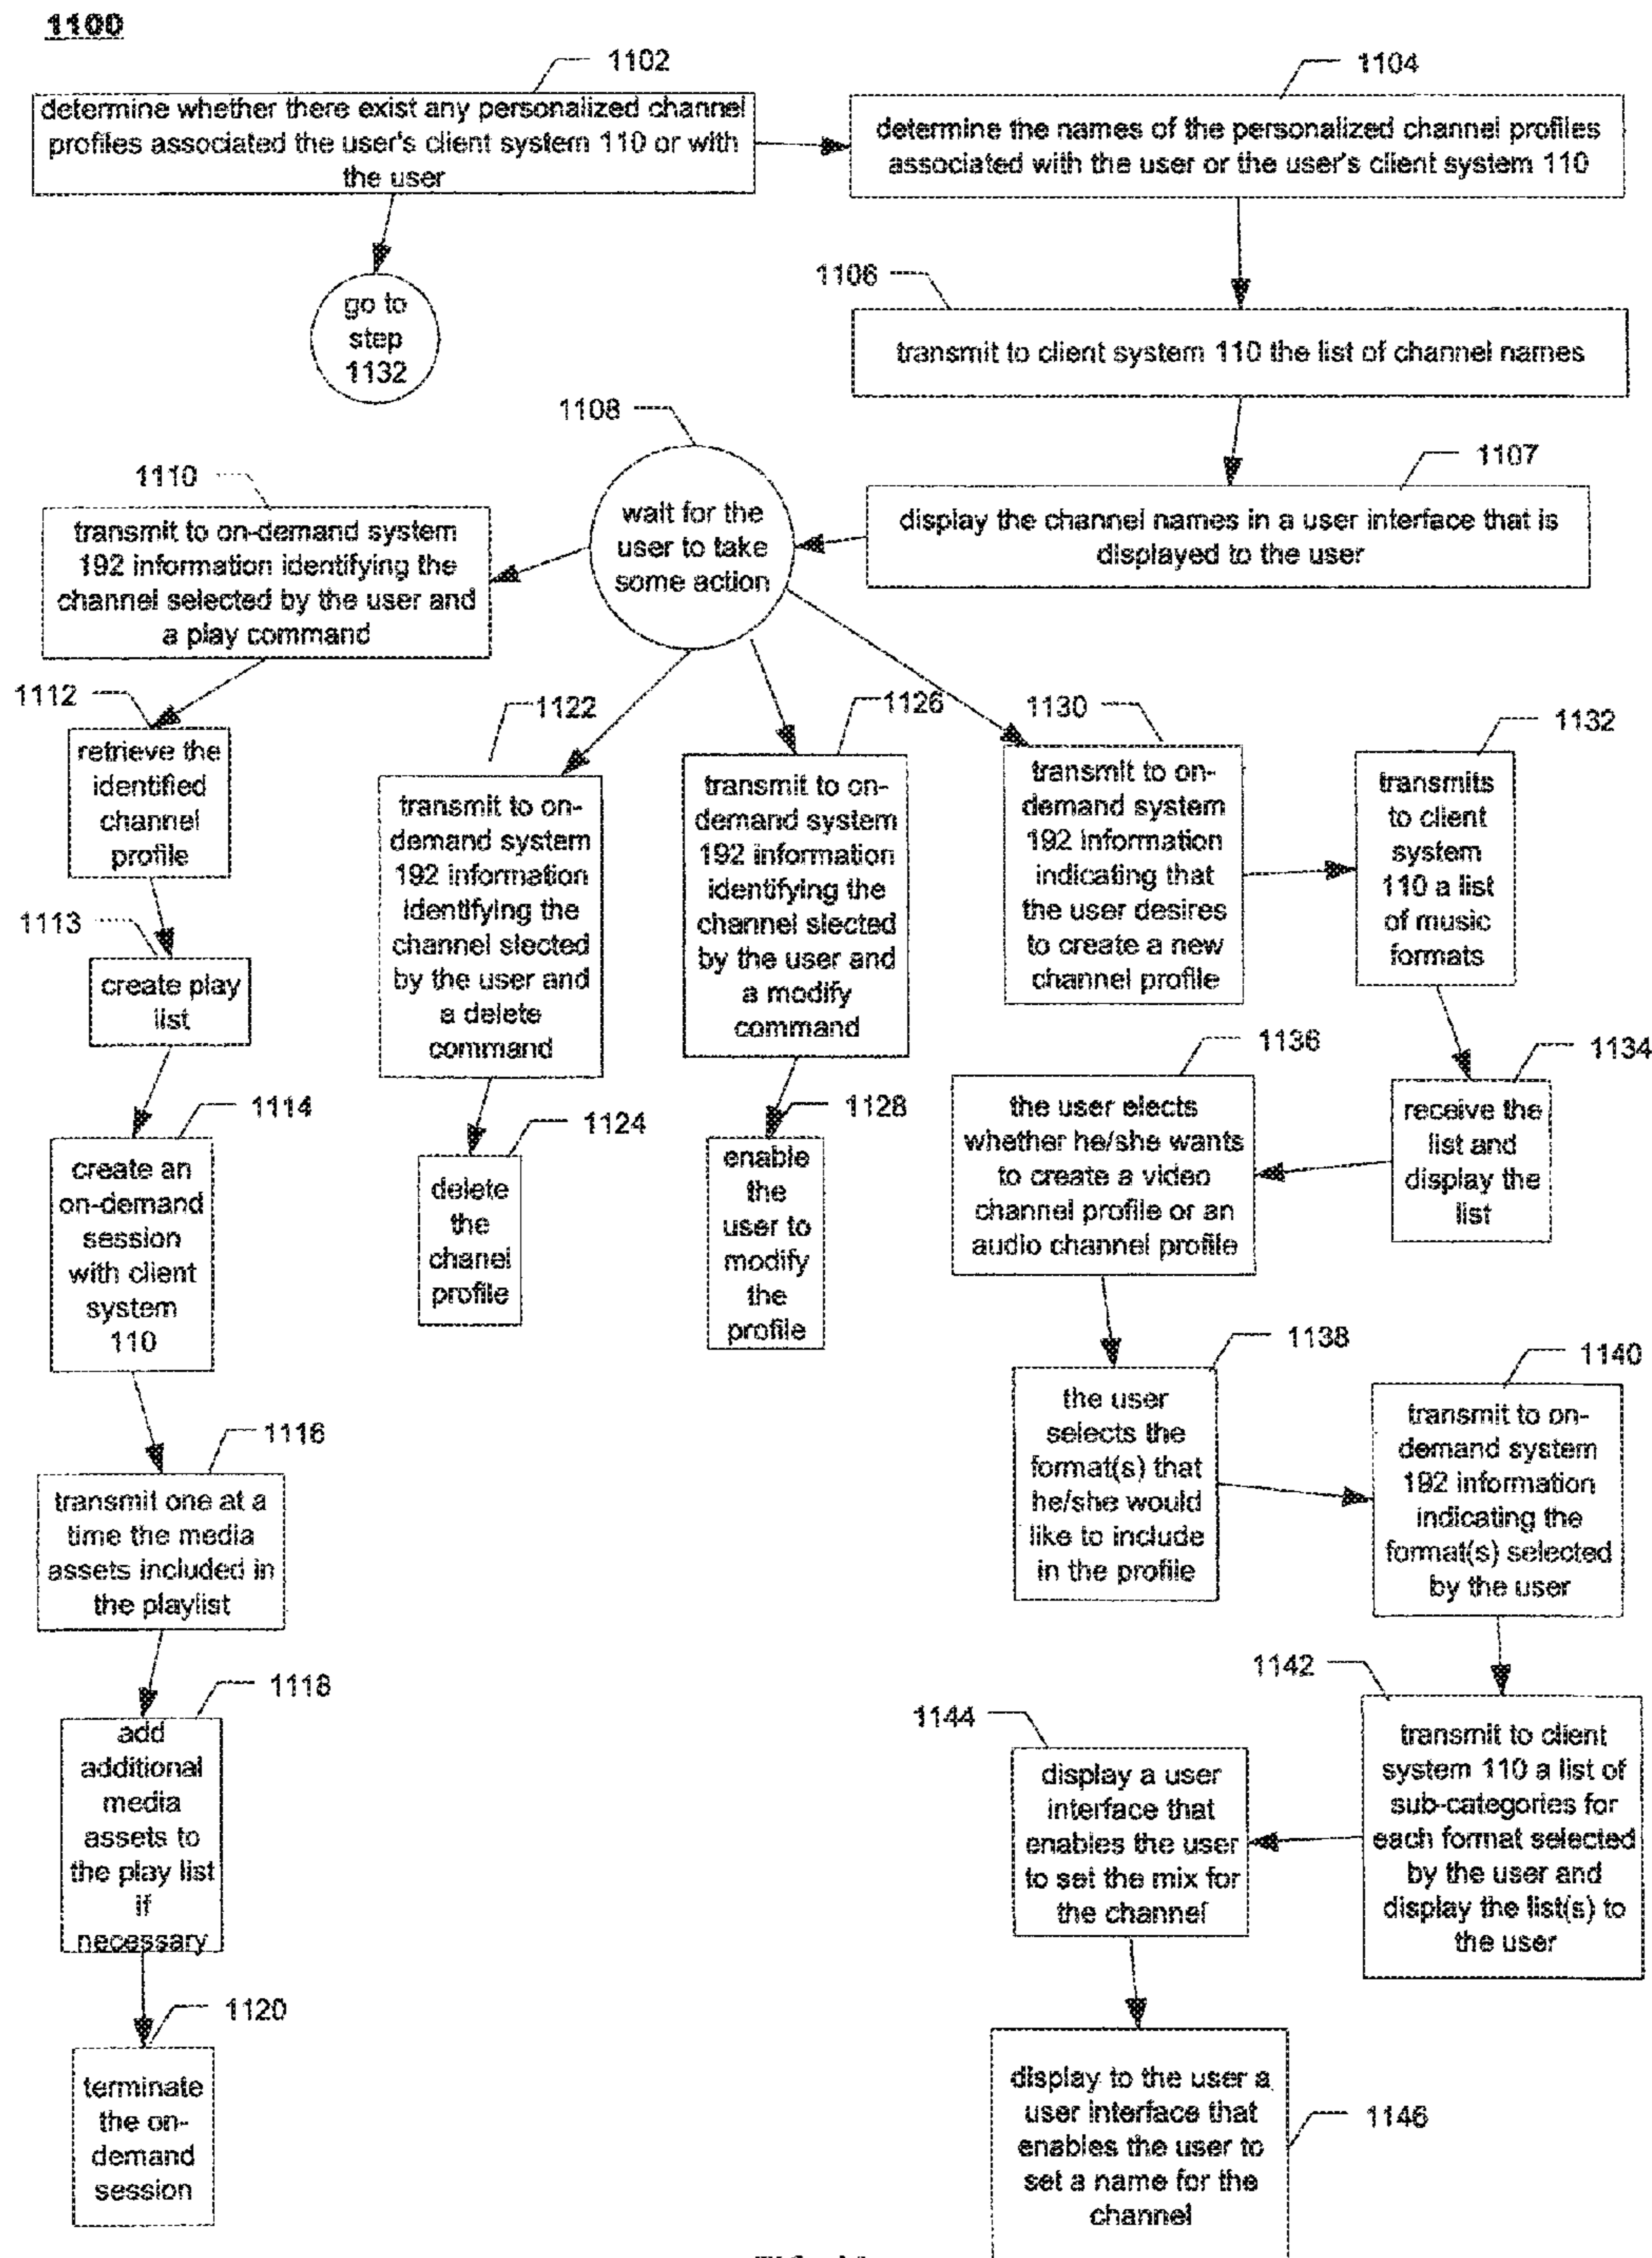 1100
1102
determine whether there exist any personalized channel
profiles associated the user's client system 110 or with
the user
1104
determine the names of the personalized channel profiles
associated with the user or the user's client system 110
go to
step
1132
1106
transmit to client system 110 the list of channel names
1107
display the channel names in a user interface that is
displayed to the user
1108
wait for the
user to take
some action
1110
transmit to on-demand system
192 information identifying the
channel selected by the user and
a play command
1112
retrieve the
identified
channel
profile
1113
create play
list
1114
create an
on-demand
session
with client
system
110
1116
transmit one at a
time the media
assets included in
the playlist
1118
add
additional
media
assets to
the play list
if
necessary
1120
terminate
the on-
demand
session
1122
transmit to on-
demand system
192 information
identifying the
channel slected
by the user and
a delete
command
1124
delete
the
chanel
profile
1126
transmit to on-
demand system
192 information
identifying the
channel slected
by the user and
a modify
command
1128
enable
the
user to
modify
the
profile
1130
transmit to on-
demand system
192 information
indicating that
the user desires
to create a new
channel profile
1132
transmits
to client
system
110 a list
of music
formats
1134
receive the
list and
display the
list
1136
the user elects
whether he/she wants
to create a video
channel profile or an
audio channel profile
1138
the user
selects the
format(s) that
he/she would
like to include
in the profile
1140
transmit to on-
demand system
192 information
indicating the
format(s) selected
by the user
1142
transmit to client
system 110 a list of
sub-categories for
each format selected
by the user and
display the list(s) to
the user
1144
display a user
interface that
enables the user
to set the mix for
the channel
1146
display to the user a
user interface that
enables the user to
set a name for the
channel